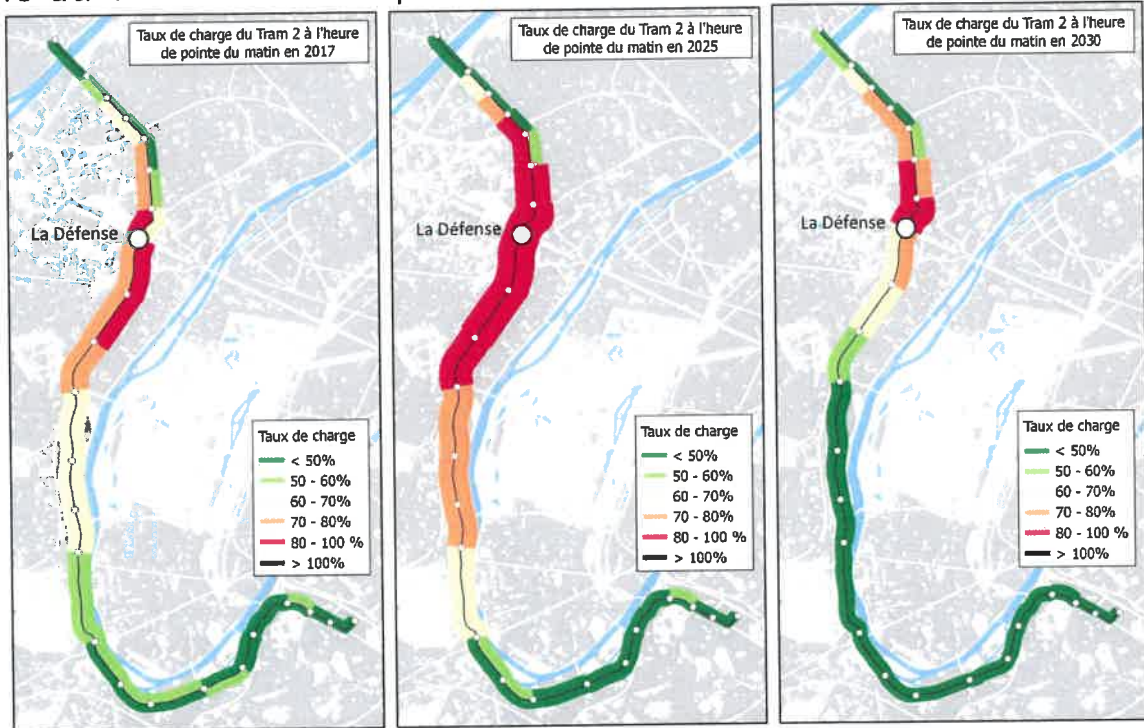 Taux de charge du Tram 2 à l'heure
de pointe du matin en 2017
La Défense
Taux de charge
< 50%
50 - 60%
60 - 70%
70 - 80%
80 - 100 %
> 100%
Taux de charge du Tram 2 à l'heure
de pointe du matin en 2025
La Défense
Taux de charge
< 50%
50 - 60%
60 - 70%
70 - 80%
80 - 100 %
> 100%
Taux de charge du Tram 2 à l'heure
de pointe du matin en 2030
La Défense
Taux de charge
< 50%
50 - 60%
60 - 70%
70 - 80%
80 - 100 %
> 100%